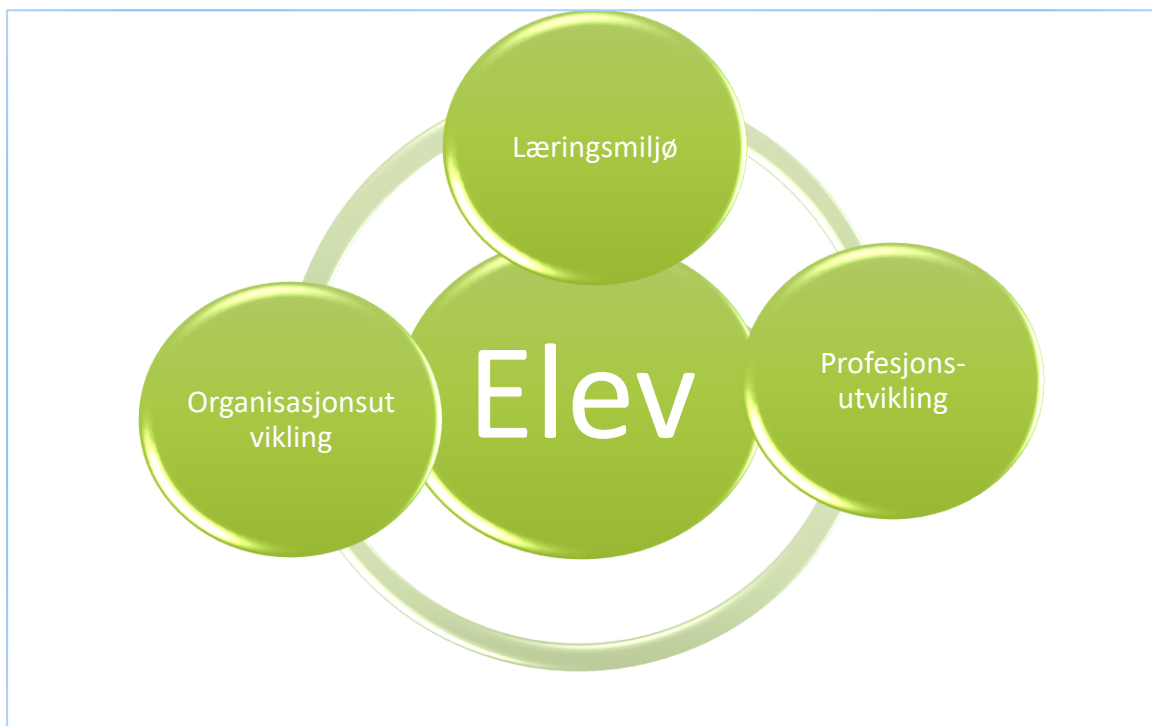 Læringsmiljø
Profesjons-
utvikling
Elev
Organisasjonsut
vikling